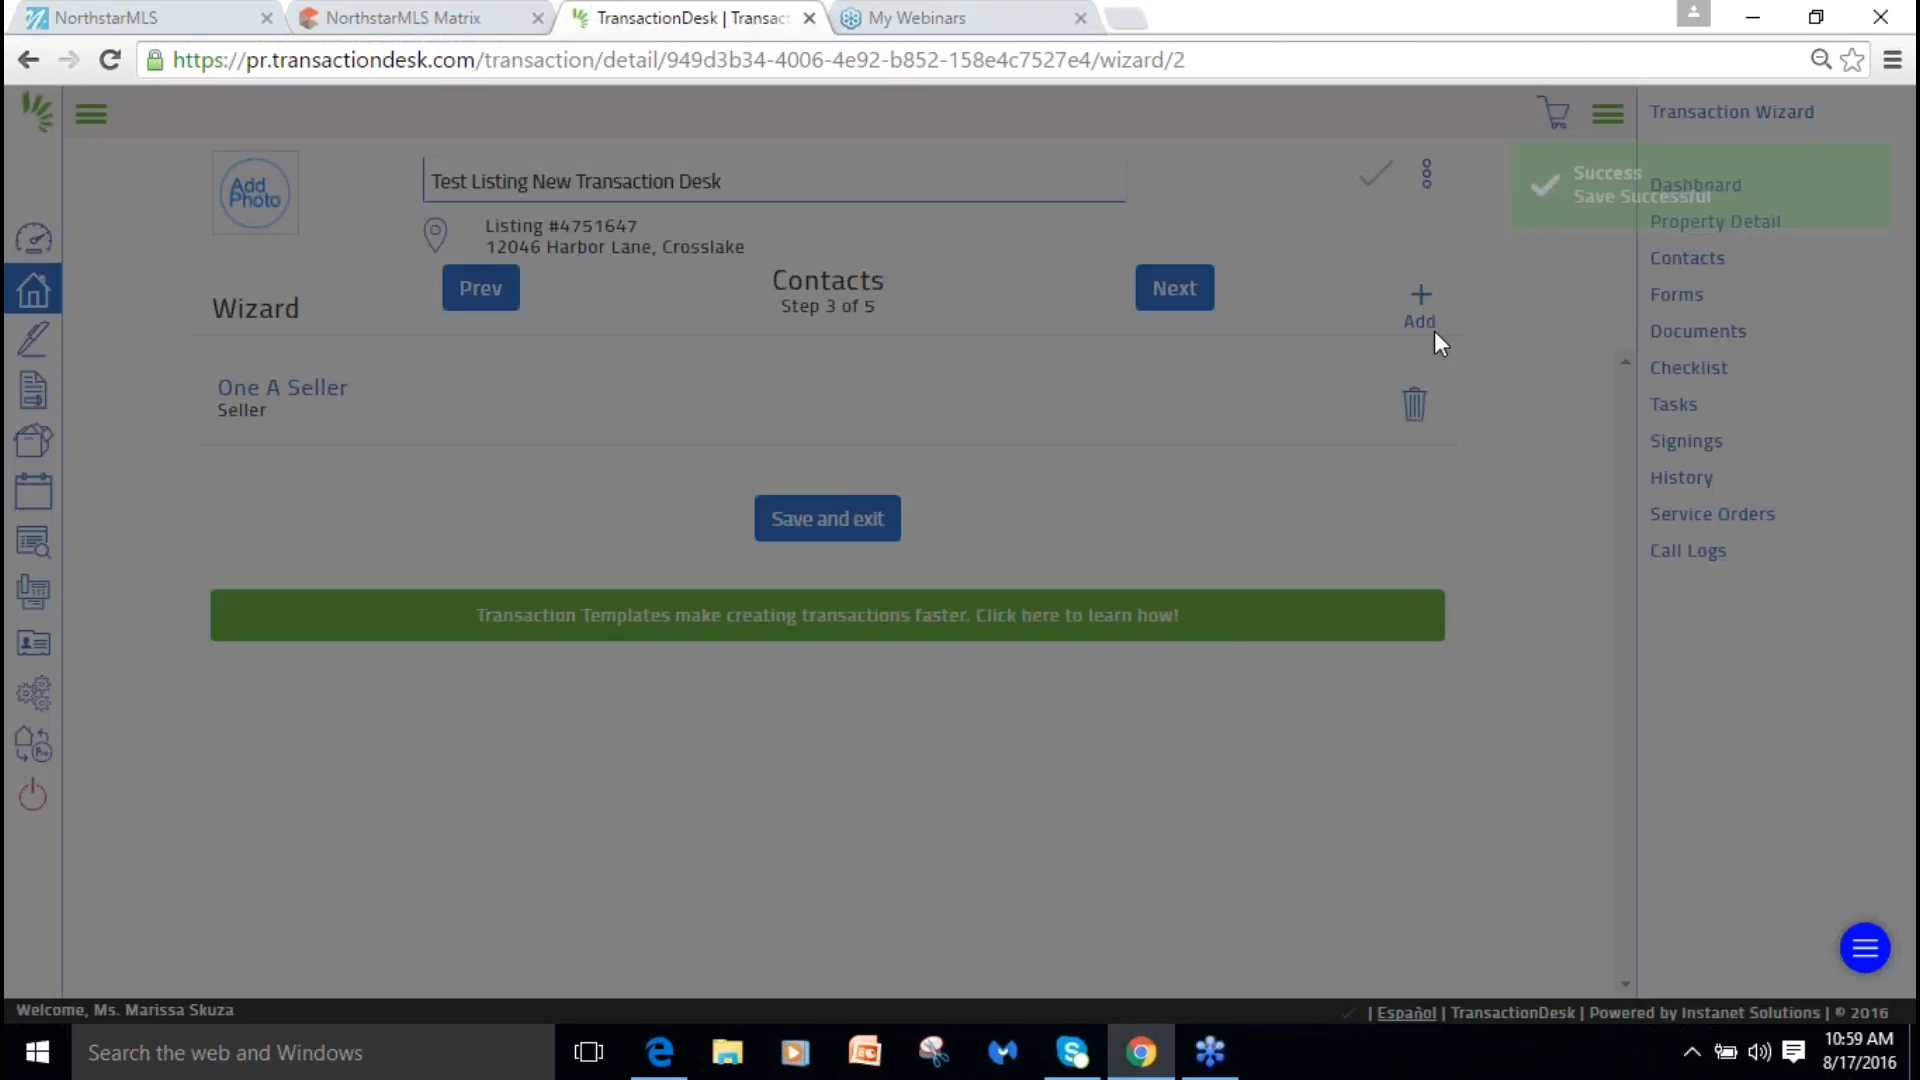 NorthstarMLS
NorthstarMLS Matrix
TransactionDesk | Transact
My Webinars
https://pr.transactiondesk.com/transaction/detail/949d3b34-4006-4e92-b852-158e4c7527e4/wizard/2
Transaction Wizard
Add
Photo
Test Listing New Transaction Desk
Success
Save Successful
Listing #4751647
12046 Harbor Lane, Crosslake
Dashboard
Property Detail
Contacts
Forms
Documents
Checklist
Tasks
Signings
History
Service Orders
Call Logs
Wizard
Prev
Contacts
Step 3 of 5
Next
Add
One A Seller
Seller
Save and exit
Transaction Templates make creating transactions faster. Click here to learn how!
Welcome, Ms. Marissa Skuza
| Español | TransactionDesk | Powered by Instanet Solutions | © 2016
Search the web and Windows
10:59 AM
8/17/2016